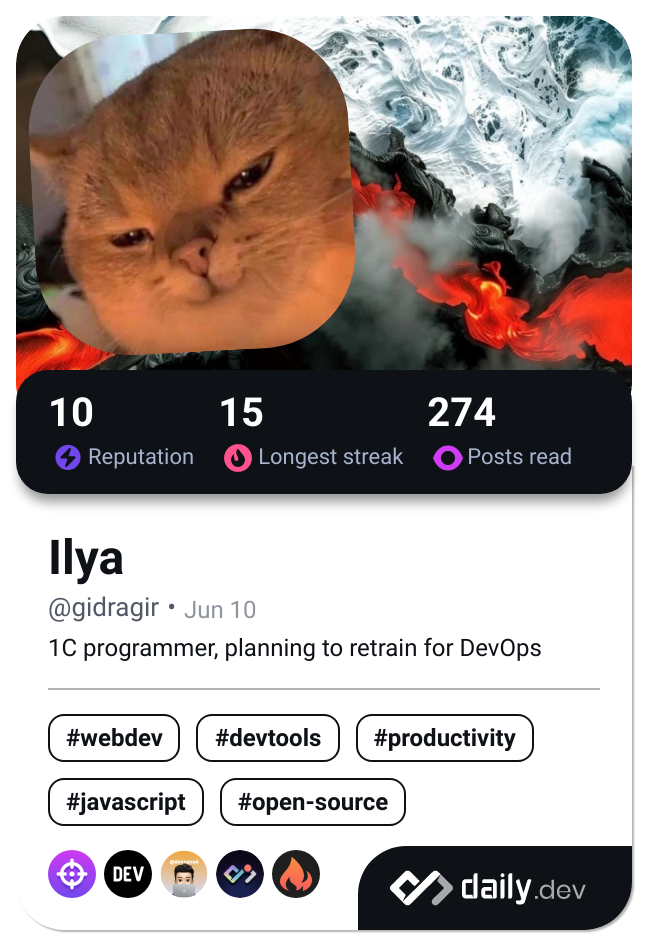 10 15 274
Reputation Longest streak Posts read
Ilya
@gidragir • Jun 10
1C programmer, planning to retrain for DevOps
#webdev #devtools #productivity
#javascript #open-source
DEV
daily.dev